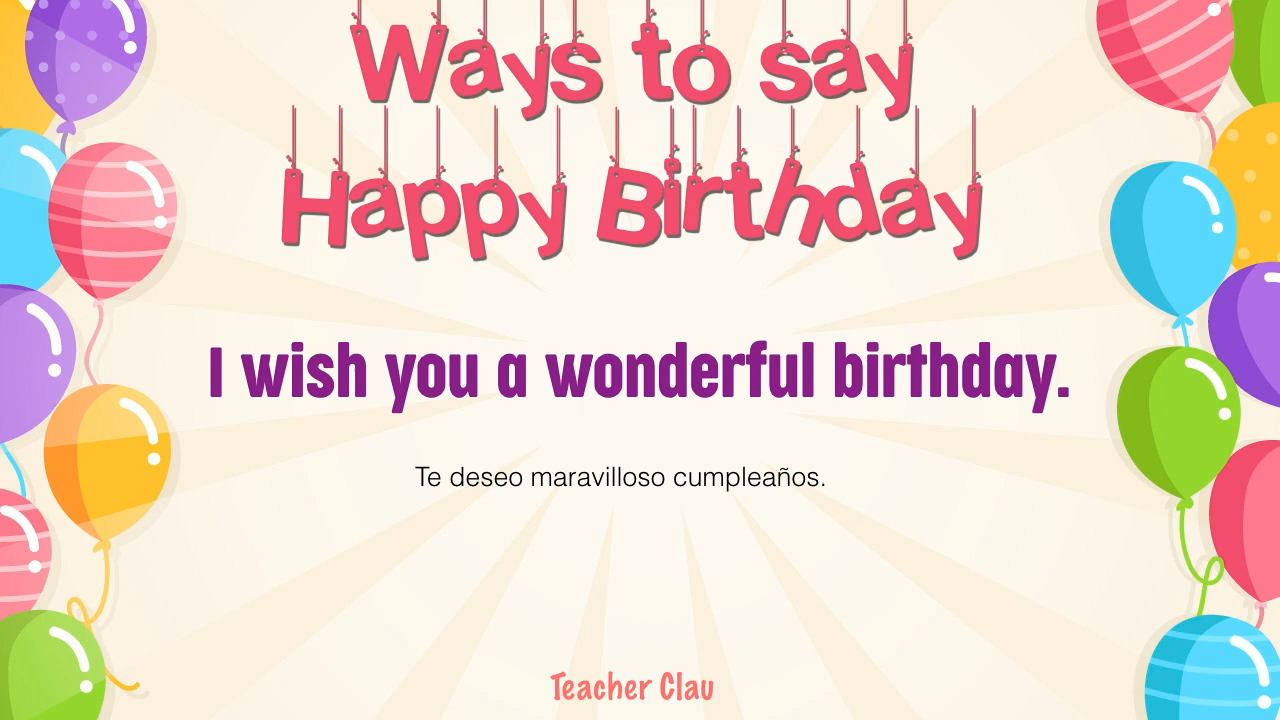 Ways to say
Happy Birthday
I wish you a wonderful birthday.
Te deseo maravilloso cumpleaños.
Teacher Clau